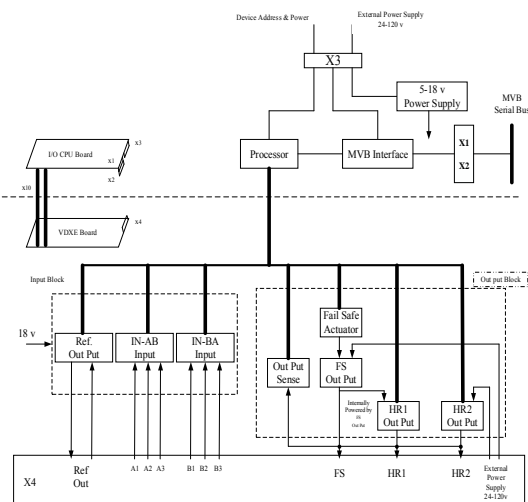 Device Address & Power
External Power Supply
24-120 v
X3
5-18 v
Power Supply
MVB
Serial Bus
x3
I/O CPU Board
x1
x2
Processor
MVB Interface
X1
X2
x10
x4
VDXE Board
Input Block
Out put Block
Fail Safe
Actuator
18 v
Ref.
Out Put
IN-AB
Input
IN-BA
Input
Out Put
Sense
FS
Out Put
Internally
Powered by
FS
Out Put
HR1
Out Put
HR2
Out Put
X4
Ref
Out
A1
A2
A3
B1
B2
B3
FS
HR1
HR2
External
Power
Supply
24-120v